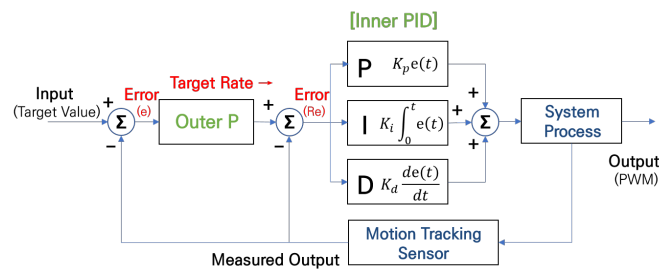 [Inner PID]
Input
(Target Value)
+
Σ
−
Error
(e)
Target Rate →
Outer P
+
Σ
−
Error
(Re)
P K_p e(t)
I K_i ∫_0^t e(t)
D K_d de(t)/dt
+
+
+
Σ
System
Process
Output
(PWM)
Motion Tracking
Sensor
Measured Output